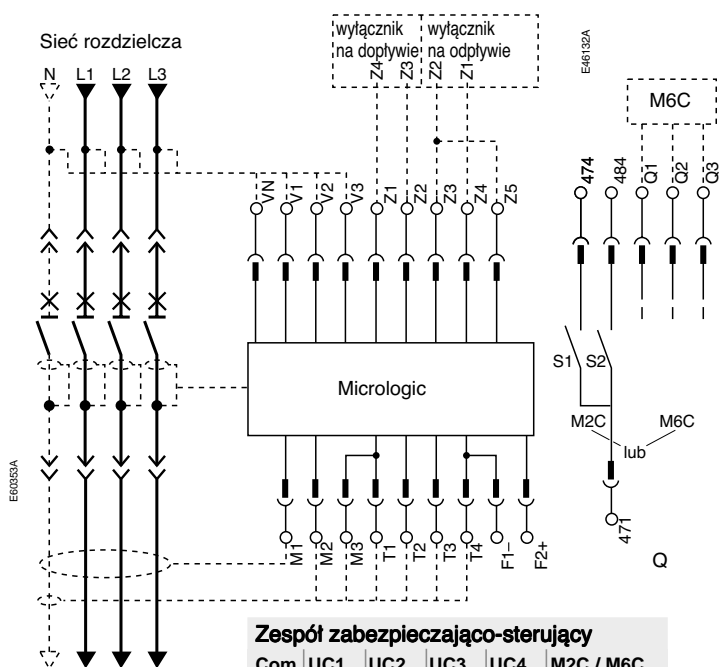 Sieć rozdzielcza
N L1 L2 L3
wyłącznik
na dopływie
wyłącznik
na odpływie
Z4 Z3 Z2 Z1
E46132A
M6C
474 484 Q1 Q2 Q3
VN V1 V2 V3 Z1 Z2 Z3 Z4 Z5
S1 S2
Micrologic
M2C lub M6C
471
Q
E60353A
M1 M2 M3 T1 T2 T3 T4 F1– F2+
Zespół zabezpieczająco-sterujący
Com UC1 UC2 UC3 UC4 M2C / M6C